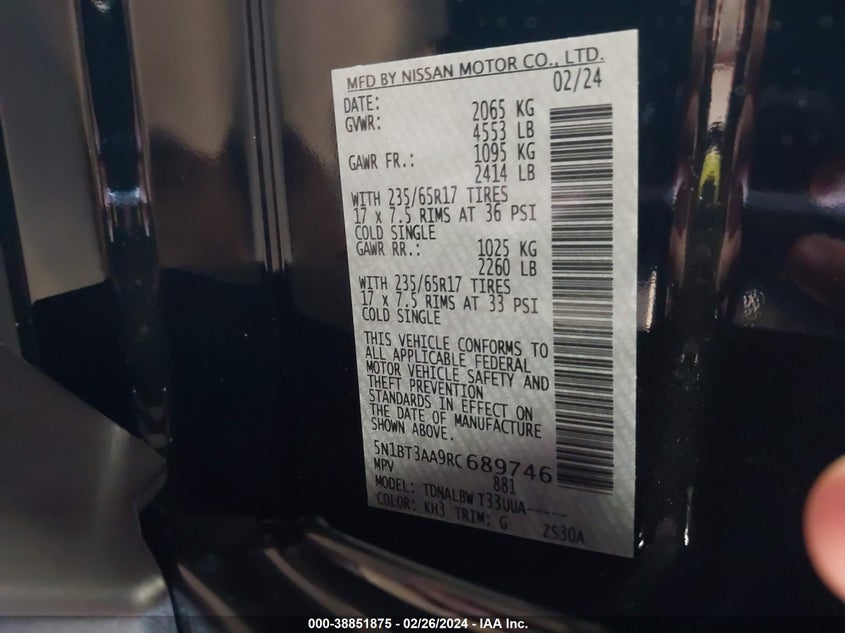 MFD BY NISSAN MOTOR CO., LTD.
DATE: 02/24
GVWR: 2065 KG
4553 LB
GAWR FR.: 1095 KG
2414 LB
WITH 235/65R17 TIRES
17 x 7.5 RIMS AT 36 PSI
COLD SINGLE
GAWR RR.: 1025 KG
2260 LB
WITH 235/65R17 TIRES
17 x 7.5 RIMS AT 33 PSI
COLD SINGLE
THIS VEHICLE CONFORMS TO
ALL APPLICABLE FEDERAL
MOTOR VEHICLE SAFETY AND
THEFT PREVENTION
STANDARDS IN EFFECT ON
THE DATE OF MANUFACTURE
SHOWN ABOVE.
5N1BT3AA9RC689746
MPV 881
MODEL: TDNALBW T33UUA-----
COLOR: KH3 TRIM: G 2S30A
000-38851875 - 02/26/2024 - IAA Inc.